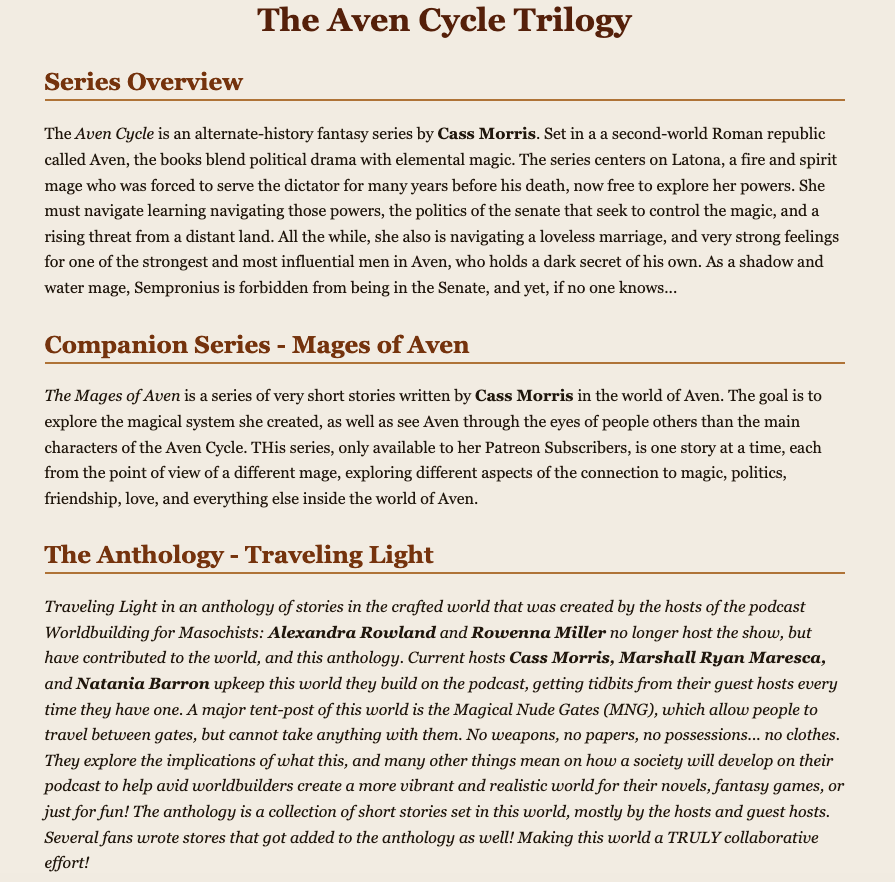 The Aven Cycle Trilogy
Series Overview
The Aven Cycle is an alternate-history fantasy series by Cass Morris. Set in a a second-world Roman republic
called Aven, the books blend political drama with elemental magic. The series centers on Latona, a fire and spirit
mage who was forced to serve the dictator for many years before his death, now free to explore her powers. She
must navigate learning navigating those powers, the politics of the senate that seek to control the magic, and a
rising threat from a distant land. All the while, she also is navigating a loveless marriage, and very strong feelings
for one of the strongest and most influential men in Aven, who holds a dark secret of his own. As a shadow and
water mage, Sempronius is forbidden from being in the Senate, and yet, if no one knows...
Companion Series - Mages of Aven
The Mages of Aven is a series of very short stories written by Cass Morris in the world of Aven. The goal is to
explore the magical system she created, as well as see Aven through the eyes of people others than the main
characters of the Aven Cycle. THis series, only available to her Patreon Subscribers, is one story at a time, each
from the point of view of a different mage, exploring different aspects of the connection to magic, politics,
friendship, love, and everything else inside the world of Aven.
The Anthology - Traveling Light
Traveling Light in an anthology of stories in the crafted world that was created by the hosts of the podcast
Worldbuilding for Masochists: Alexandra Rowland and Rowenna Miller no longer host the show, but
have contributed to the world, and this anthology. Current hosts Cass Morris, Marshall Ryan Maresca,
and Natania Barron upkeep this world they build on the podcast, getting tidbits from their guest hosts every
time they have one. A major tent-post of this world is the Magical Nude Gates (MNG), which allow people to
travel between gates, but cannot take anything with them. No weapons, no papers, no possessions... no clothes.
They explore the implications of what this, and many other things mean on how a society will develop on their
podcast to help avid worldbuilders create a more vibrant and realistic world for their novels, fantasy games, or
just for fun! The anthology is a collection of short stories set in this world, mostly by the hosts and guest hosts.
Several fans wrote stores that got added to the anthology as well! Making this world a TRULY collaborative
effort!